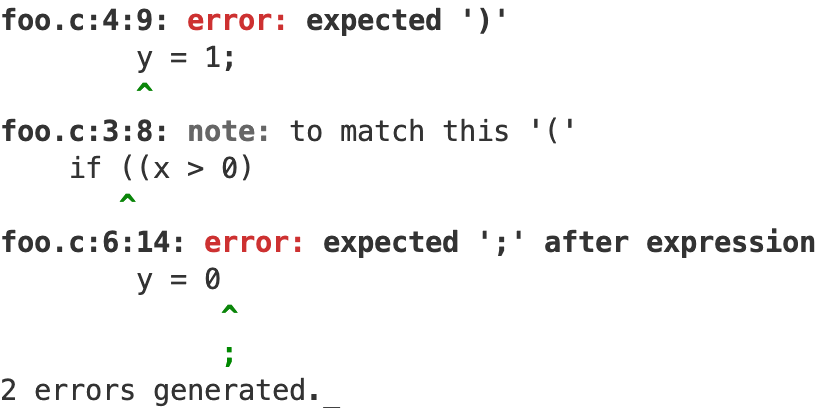 foo.c:4:9: error: expected ')'
        y = 1;
        ^
foo.c:3:8: note: to match this '('
    if ((x > 0)
       ^
foo.c:6:14: error: expected ';' after expression
        y = 0
             ^
             ;
2 errors generated._